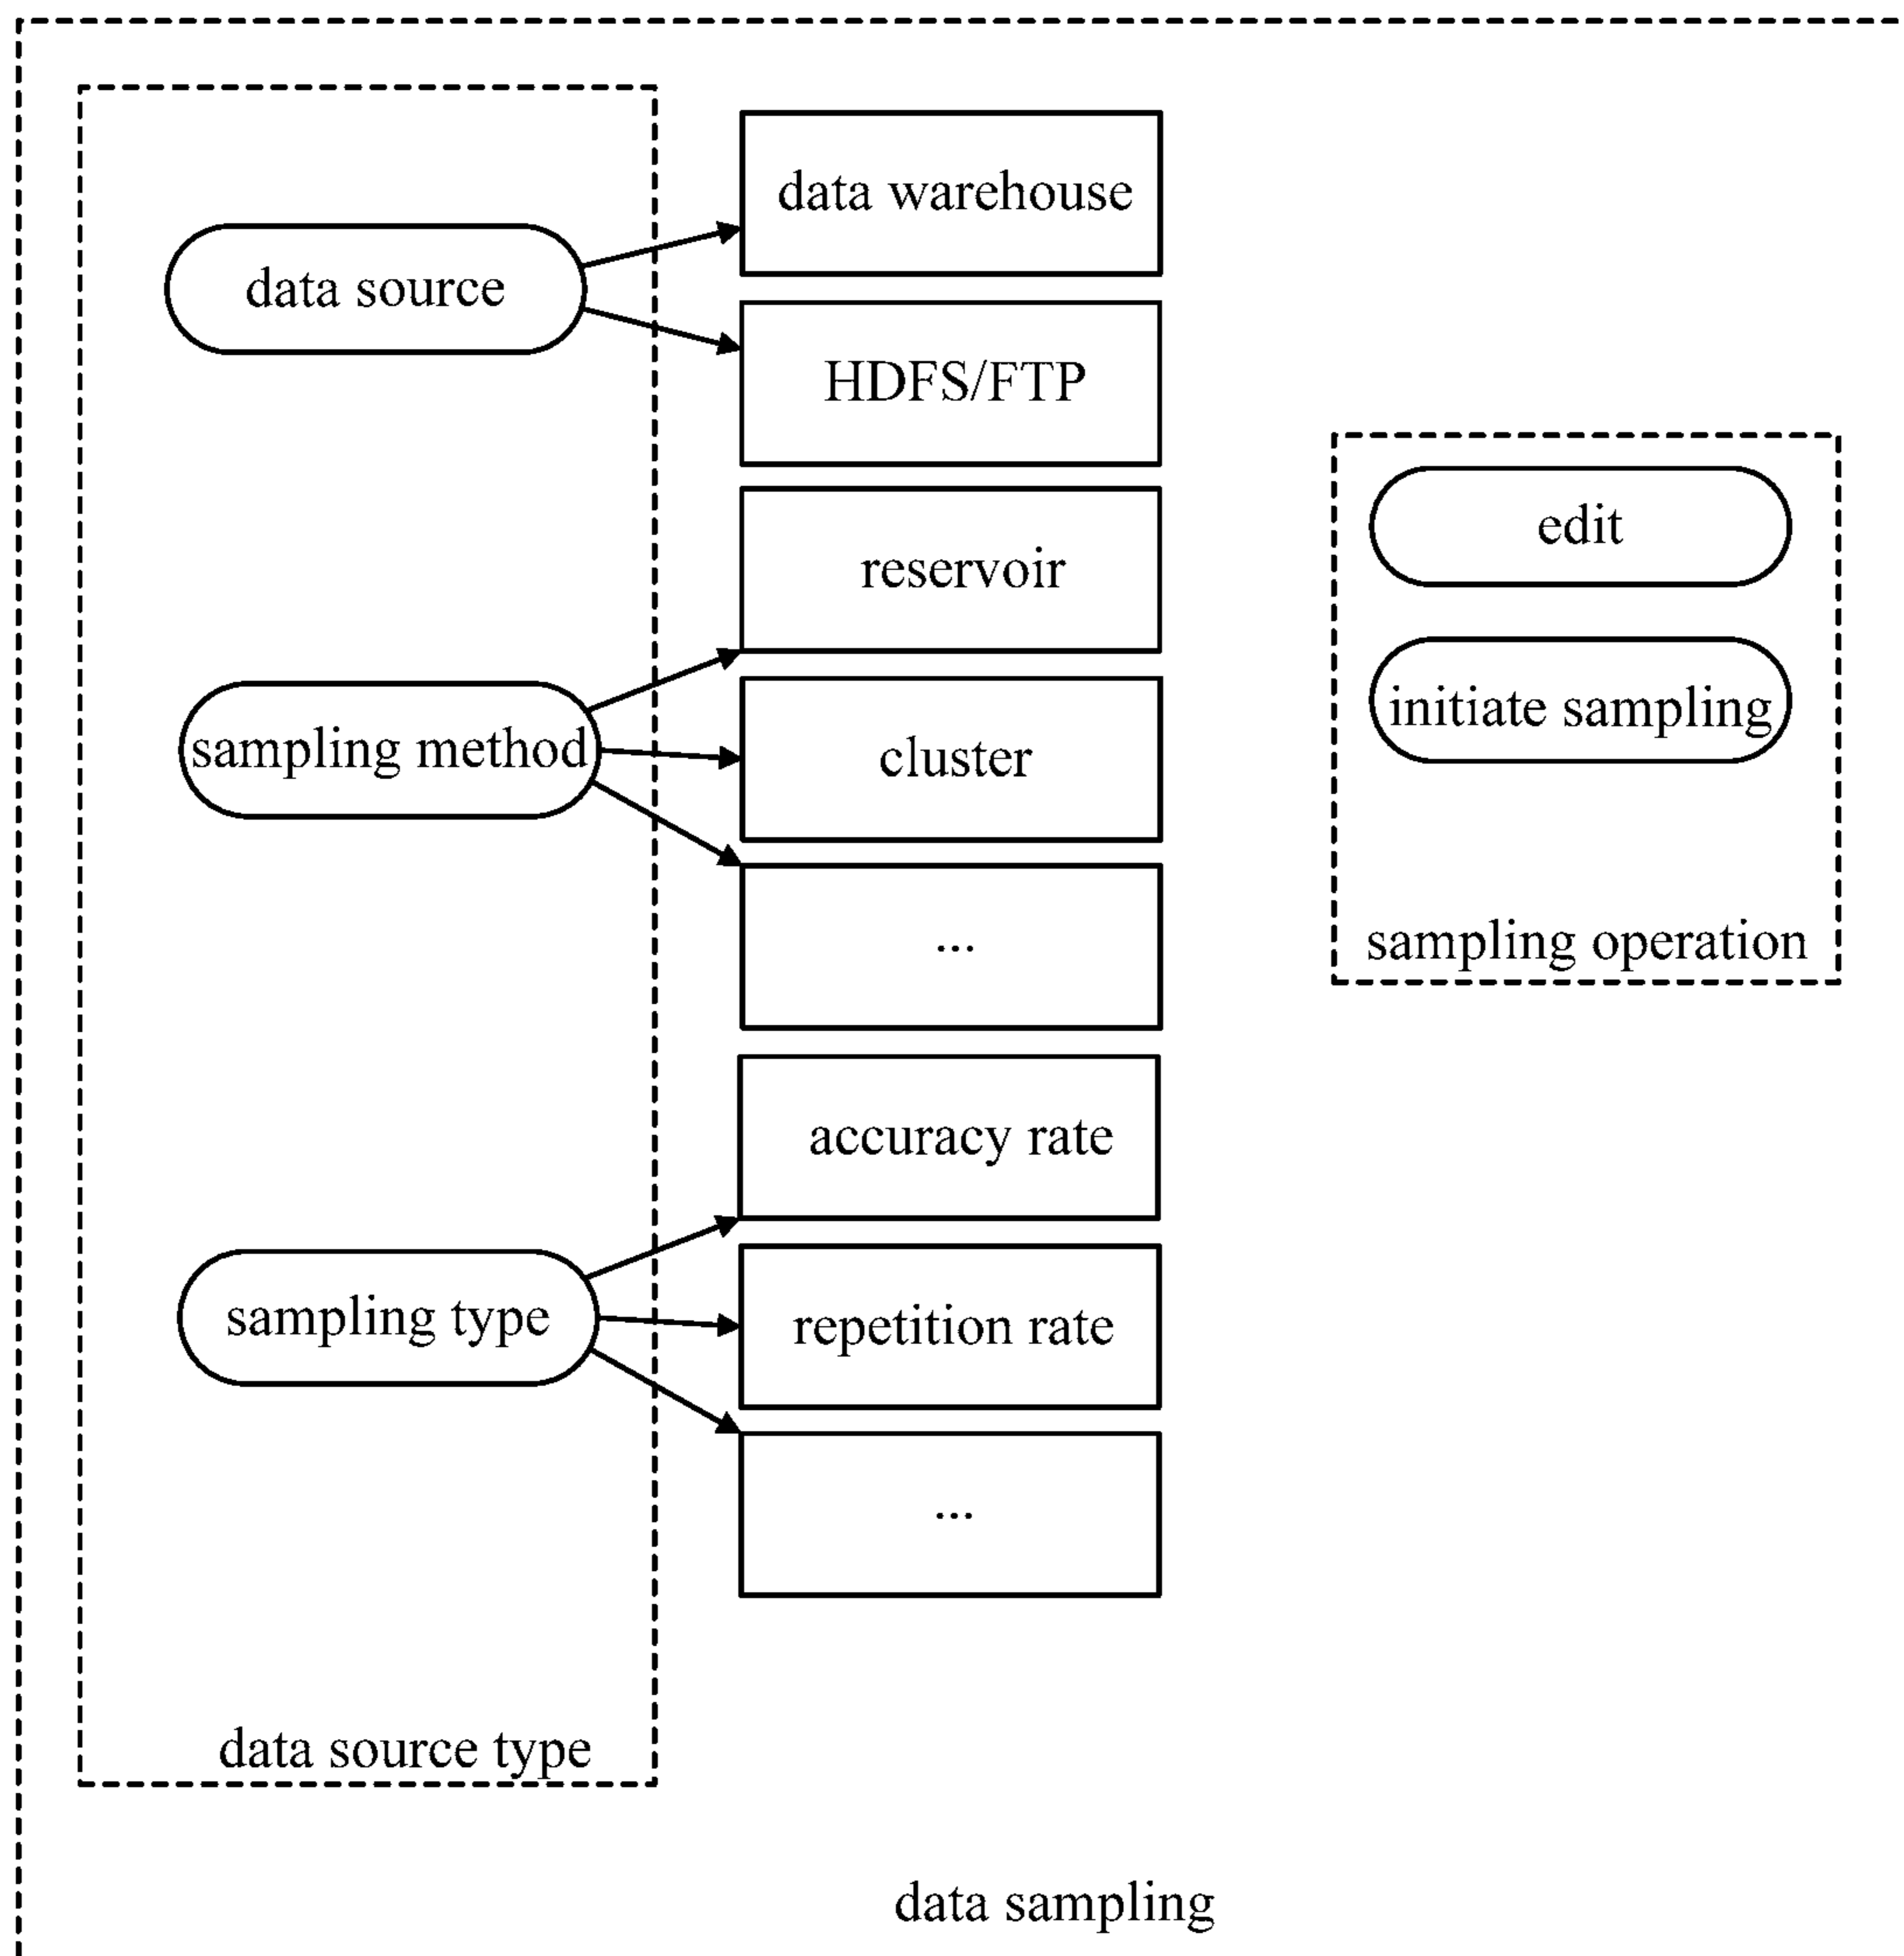 data source
data warehouse
HDFS/FTP
sampling method
reservoir
cluster
...
sampling type
accuracy rate
repetition rate
...
data source type
edit
initiate sampling
sampling operation
data sampling